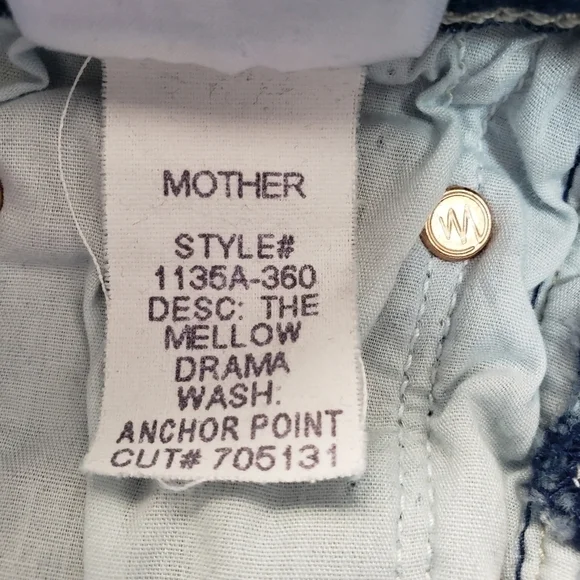 MOTHER
STYLE#
1135A-360
DESC: THE
MELLOW
DRAMA
WASH:
ANCHOR POINT
CUT# 705131